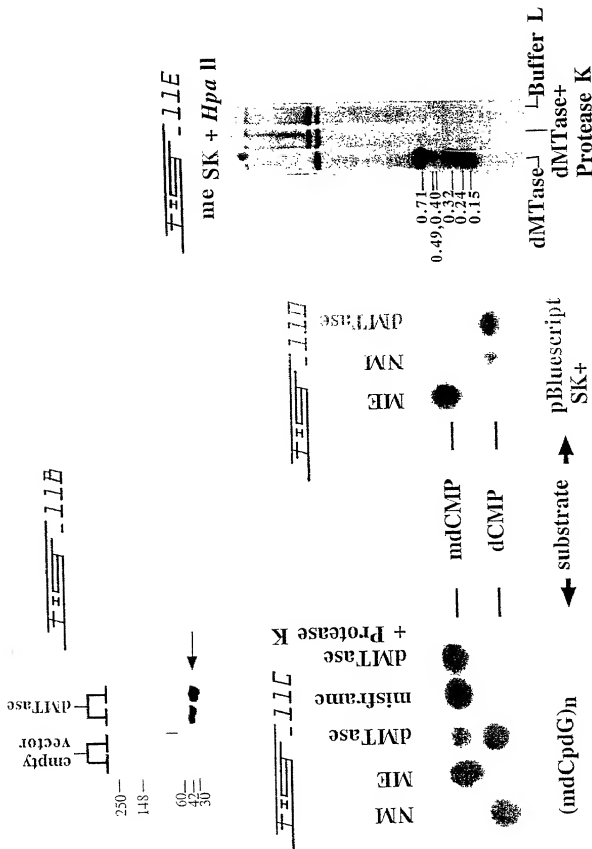 FIG. 11B
empty vector
dMTase
250
148
60
42
30
FIG. 11C
NM
ME
dMTase
misframe
dMTase + Protease K
(mdCpdG)n
mdCMP
dCMP
substrate
FIG. 11D
ME
NM
dMTase
pBluescript
SK+
FIG. 11E
me SK + Hpa II
0.71
0.49, 0.40
0.32
0.24
0.15
dMTase
dMTase+
Protease K
Buffer L